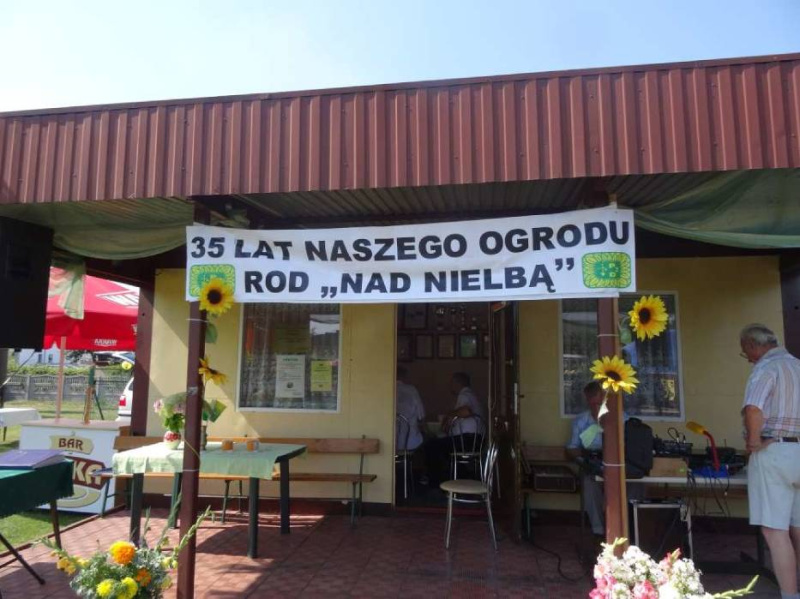 35 LAT NASZEGO OGRODU
ROD „NAD NIELBĄ”
BAR